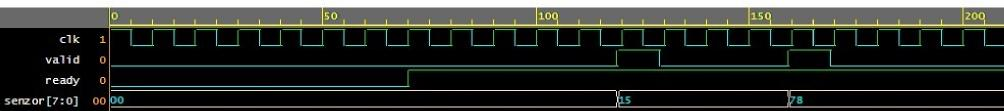 0 50 100 150 200
clk 1
valid 0
ready 0
senzor[7:0] 00 00 15 78